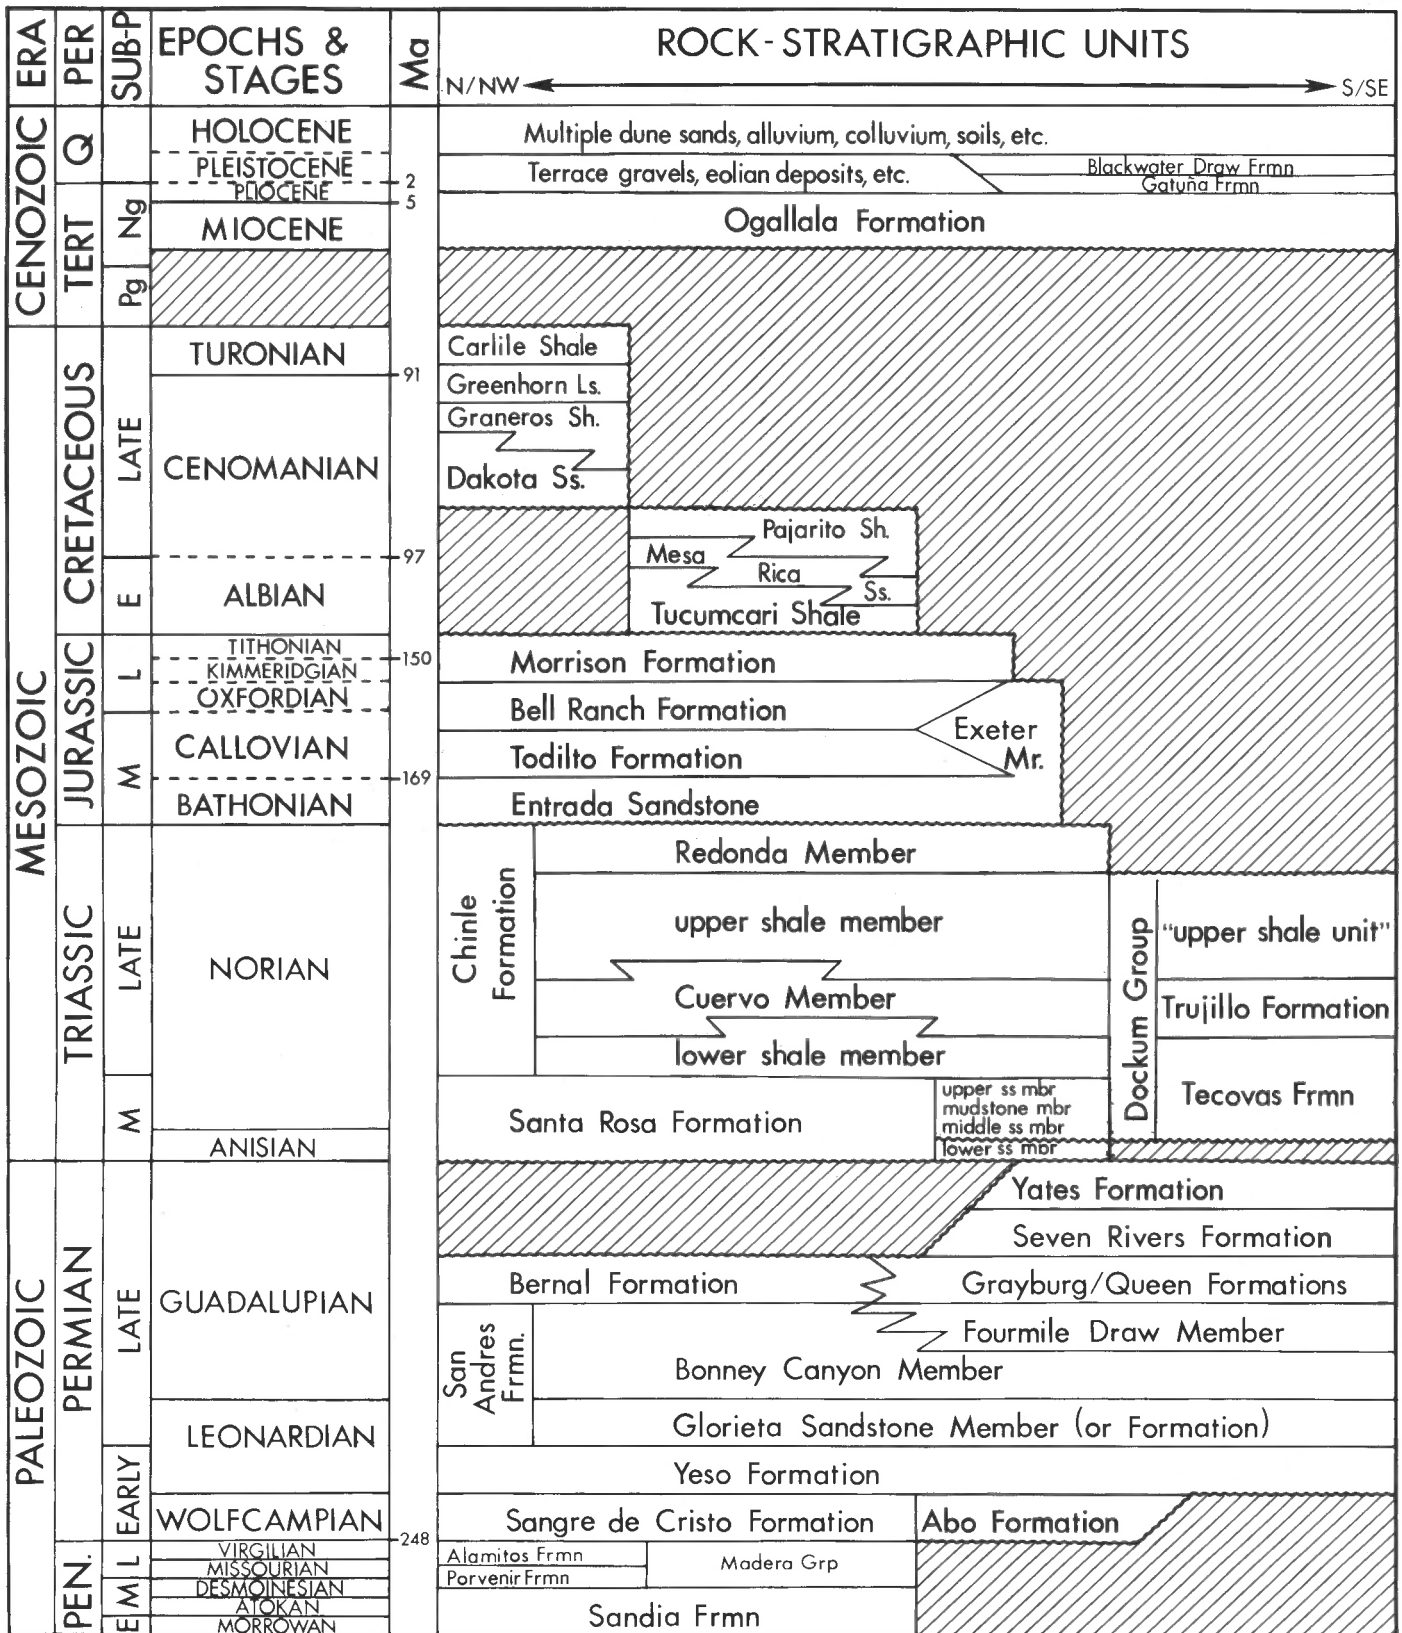 ERA
PER
SUB-P
EPOCHS &
STAGES
Ma
ROCK-STRATIGRAPHIC UNITS
N/NW
S/SE
CENOZOIC
Q
HOLOCENE
Multiple dune sands, alluvium, colluvium, soils, etc.
PLEISTOCENE
Terrace gravels, eolian deposits, etc.
Blackwater Draw Frmn
Gatuña Frmn
2
TERT
PLIOCENE
5
Ng
MIOCENE
Ogallala Formation
Pg
MESOZOIC
CRETACEOUS
LATE
TURONIAN
Carlile Shale
91
Greenhorn Ls.
Graneros Sh.
CENOMANIAN
Dakota Ss.
Pajarito Sh.
97
Mesa
Rica
Ss.
E
ALBIAN
Tucumcari Shale
JURASSIC
L
TITHONIAN
150
Morrison Formation
KIMMERIDGIAN
OXFORDIAN
Bell Ranch Formation
Exeter
Mr.
M
CALLOVIAN
Todilto Formation
169
BATHONIAN
Entrada Sandstone
TRIASSIC
LATE
NORIAN
Chinle
Formation
Redonda Member
upper shale member
Cuervo Member
lower shale member
Dockum Group
"upper shale unit"
Trujillo Formation
Tecovas Frmn
M
Santa Rosa Formation
upper ss mbr
mudstone mbr
middle ss mbr
lower ss mbr
ANISIAN
PALEOZOIC
PERMIAN
LATE
GUADALUPIAN
Yates Formation
Seven Rivers Formation
Bernal Formation
Grayburg/Queen Formations
San
Andres
Frmn.
Fourmile Draw Member
Bonney Canyon Member
LEONARDIAN
Glorieta Sandstone Member (or Formation)
EARLY
Yeso Formation
WOLFCAMPIAN
Sangre de Cristo Formation
Abo Formation
248
PEN.
L
VIRGILIAN
Alamitos Frmn
Madera Grp
MISSOURIAN
Porvenir Frmn
M
DESMOINESIAN
ATOKAN
Sandia Frmn
E
MORROWAN